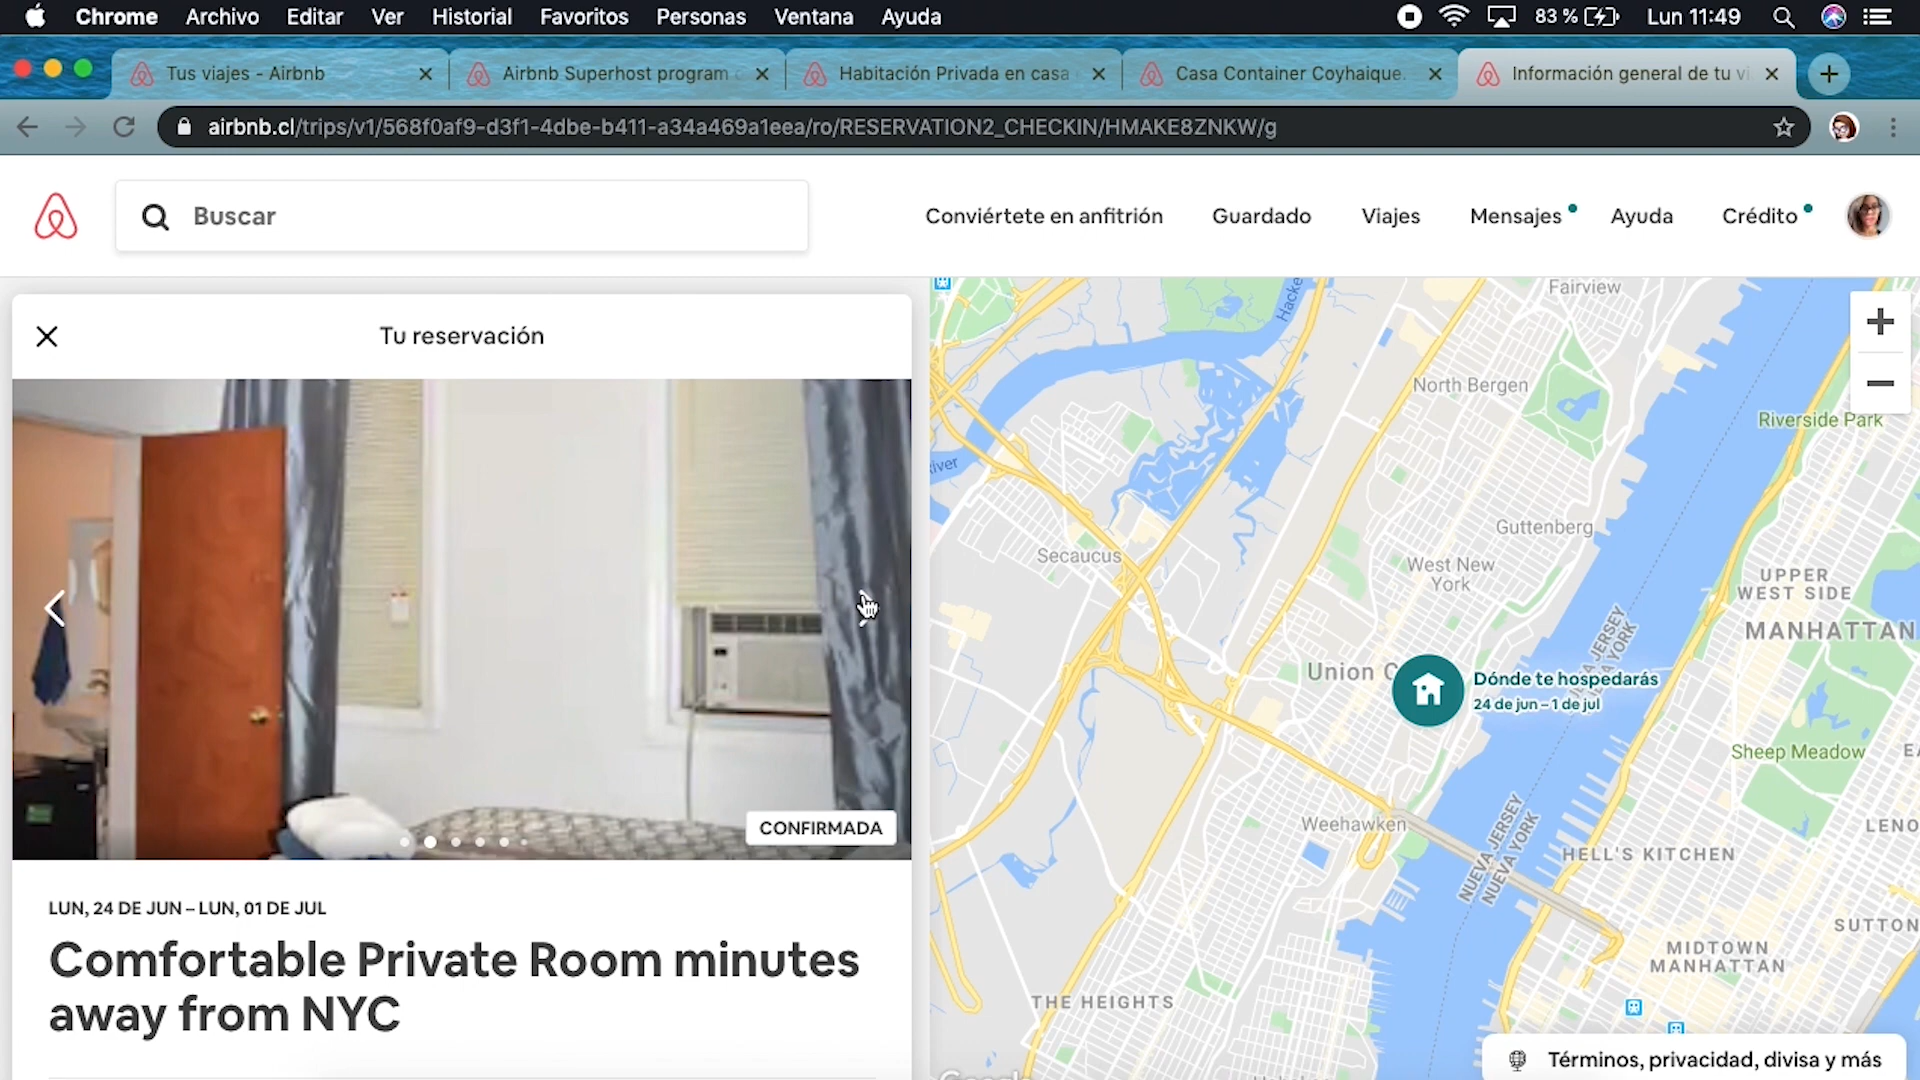 Chrome Archivo Editar Ver Historial Favoritos Personas Ventana Ayuda
83 % Lun 11:49
Tus viajes - Airbnb
Airbnb Superhost program
Habitación Privada en casa
Casa Container Coyhaique.
Información general de tu vi
airbnb.cl/trips/v1/568f0af9-d3f1-4dbe-b411-a34a469a1eea/ro/RESERVATION2_CHECKIN/HMAKE8ZNKW/g
Buscar
Conviértete en anfitrión
Guardado
Viajes
Mensajes
Ayuda
Crédito
Tu reservación
CONFIRMADA
LUN, 24 DE JUN – LUN, 01 DE JUL
Comfortable Private Room minutes
away from NYC
Fairview
Hacke
North Bergen
Riverside Park
River
Guttenberg
Secaucus
West New
York
UPPER
WEST SIDE
MANHATTAN
Union C
Dónde te hospedarás
24 de jun – 1 de jul
Sheep Meadow
Weehawken
NUEVA JERSEY
NUEVA YORK
HELL'S KITCHEN
LENO
SUTTON
MIDTOWN
MANHATTAN
THE HEIGHTS
Términos, privacidad, divisa y más